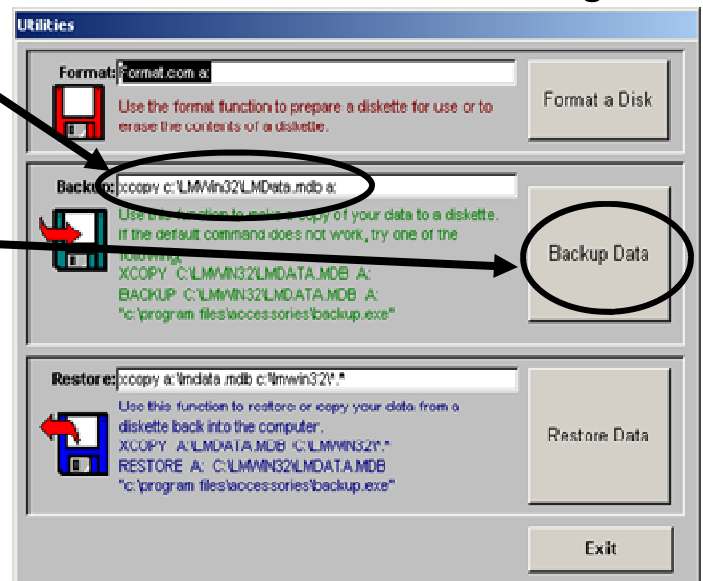 Utilities
Format: Format.com a:
Use the format function to prepare a diskette for use or to
erase the contents of a diskette.
Format a Disk
Backup: xcopy c:\LMWin32\LMData.mdb a:
Use this function to make a copy of your data to a diskette.
If the default command does not work, try one of the
following;
XCOPY C:\LMWIN32\LMDATA.MDB A:
BACKUP C:\LMWIN32\LMDATA.MDB A:
"c:\program files\accessories\backup.exe"
Backup Data
Restore: xcopy a:\lmdata.mdb c:\lmwin32\*.*
Use this function to restore or copy your data from a
diskette back into the computer.
XCOPY A:\LMDATA.MDB C:\LMWIN32\*.*
RESTORE A: C:\LMWIN32\LMDATA.MDB
"c:\program files\accessories\backup.exe"
Restore Data
Exit